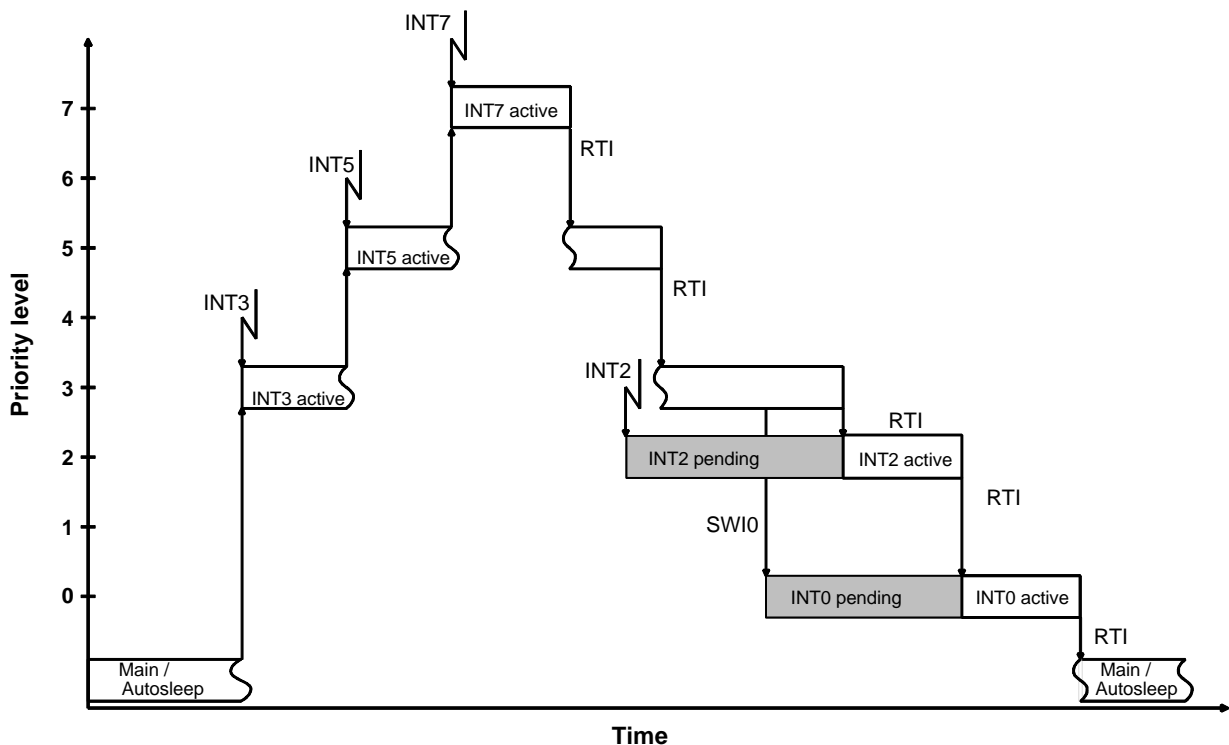 INT7
7
INT7 active
RTI
INT5
6
5
INT5 active
RTI
INT3
4
Priority level
3
INT3 active
INT2
RTI
2
INT2 pending
INT2 active
RTI
1
SWI0
0
INT0 pending
INT0 active
RTI
Main /
Autosleep
Main /
Autosleep
Time